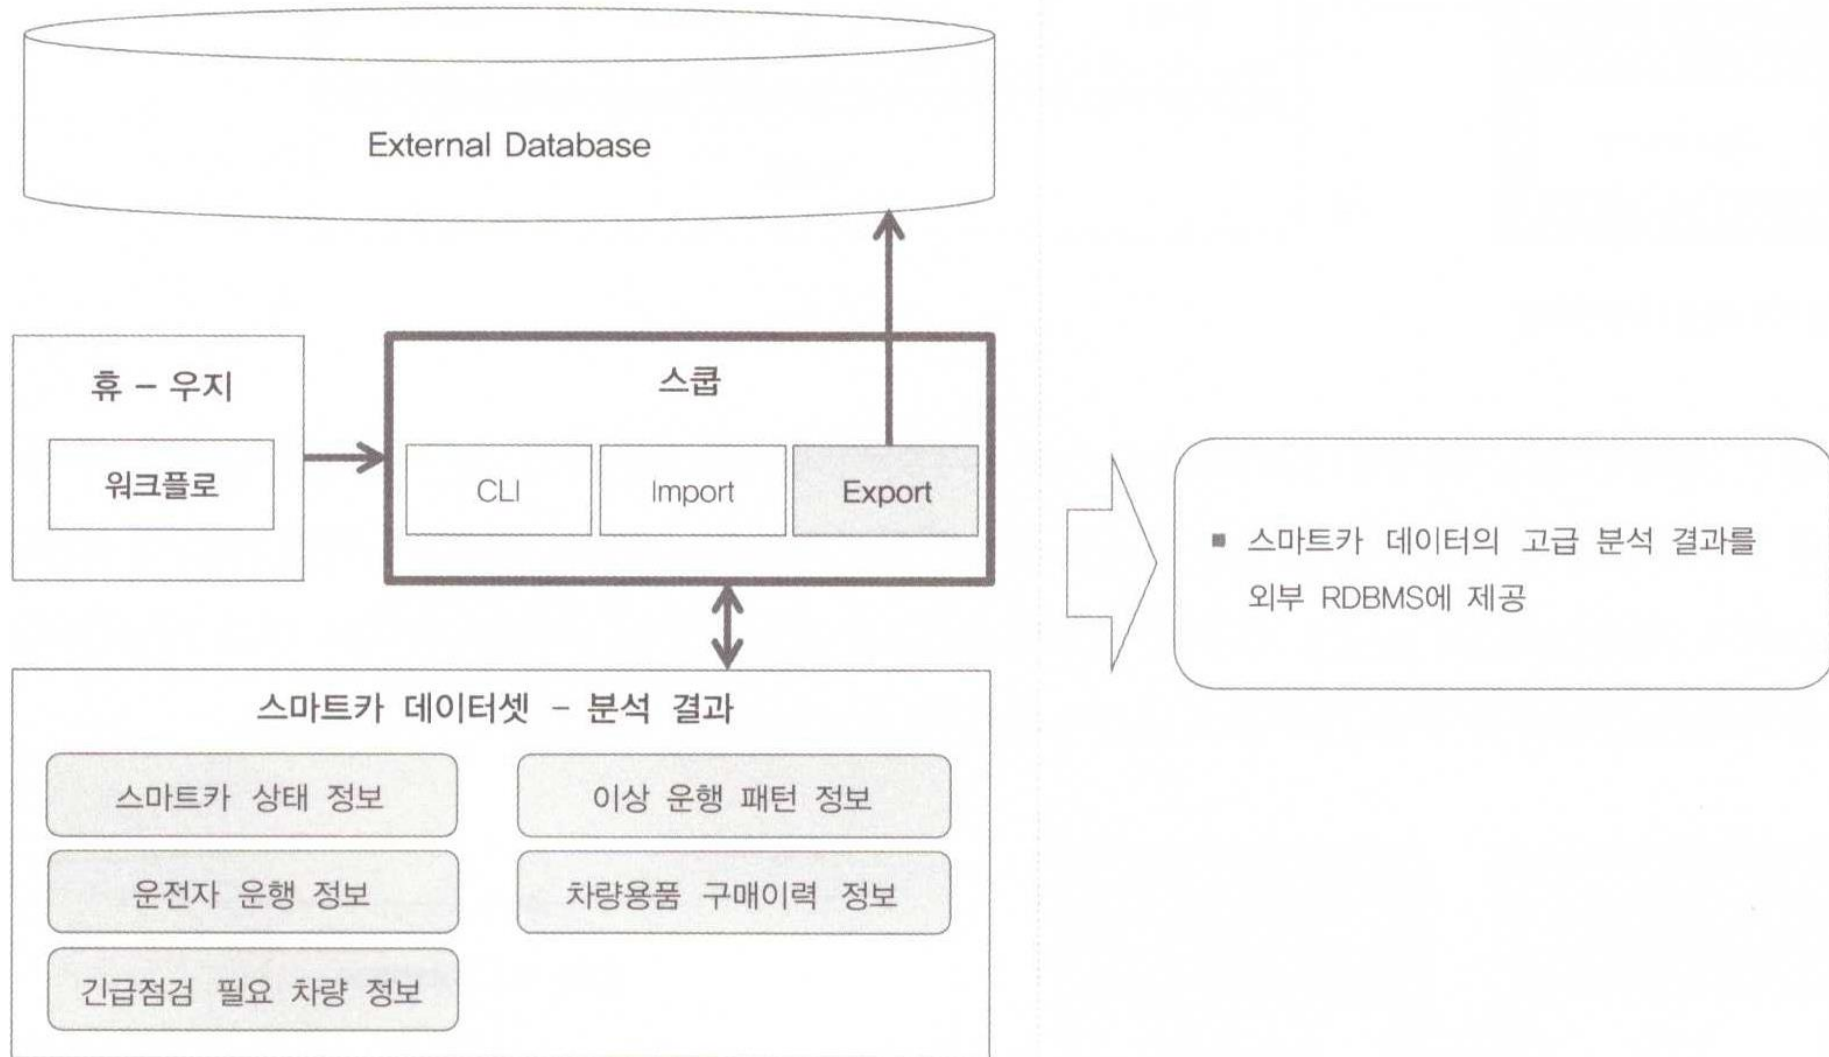 External Database
휴 – 우지
워크플로
스쿱
CLI
Import
Export
■ 스마트카 데이터의 고급 분석 결과를
외부 RDBMS에 제공
스마트카 데이터셋 – 분석 결과
스마트카 상태 정보
이상 운행 패턴 정보
운전자 운행 정보
차량용품 구매이력 정보
긴급점검 필요 차량 정보